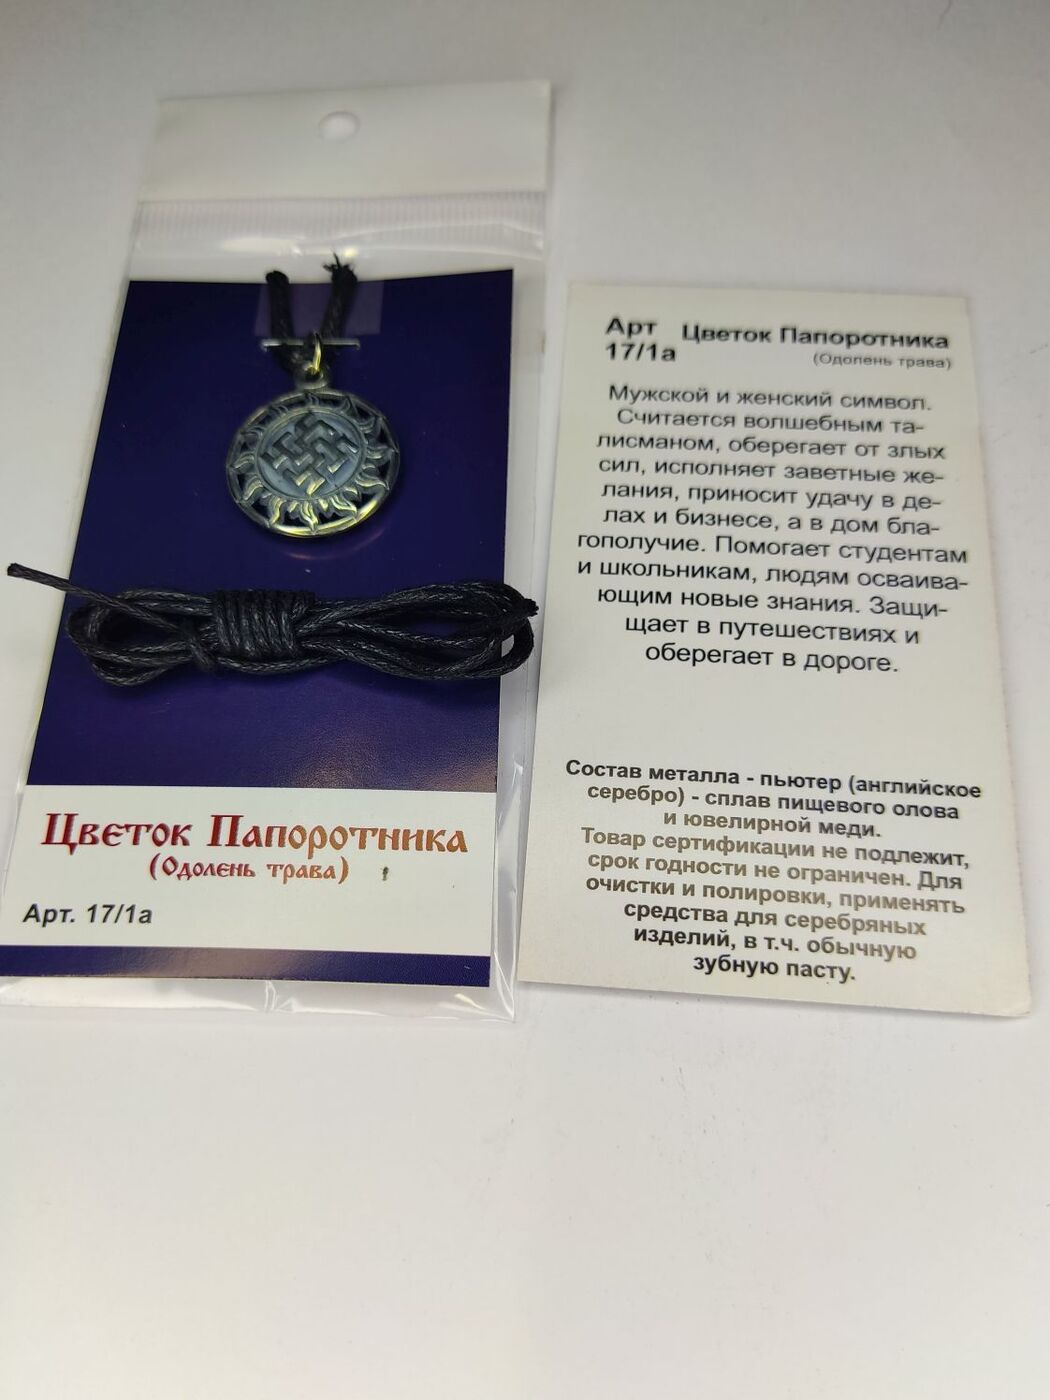 Цветок Папоротника
(Одолень трава)
Арт. 17/1а
Арт
17/1а
Цветок Папоротника
(Одолень трава)
Мужской и женский символ.
Считается волшебным та-
лисманом, оберегает от злых
сил, исполняет заветные же-
лания, приносит удачу в де-
лах и бизнесе, а в дом бла-
гополучие. Помогает студентам
и школьникам, людям осваива-
ющим новые знания. Защи-
щает в путешествиях и
оберегает в дороге.
Состав металла - пьютер (английское
серебро) - сплав пищевого олова
и ювелирной меди.
Товар сертификации не подлежит,
срок годности не ограничен. Для
очистки и полировки, применять
средства для серебряных
изделий, в т.ч. обычную
зубную пасту.